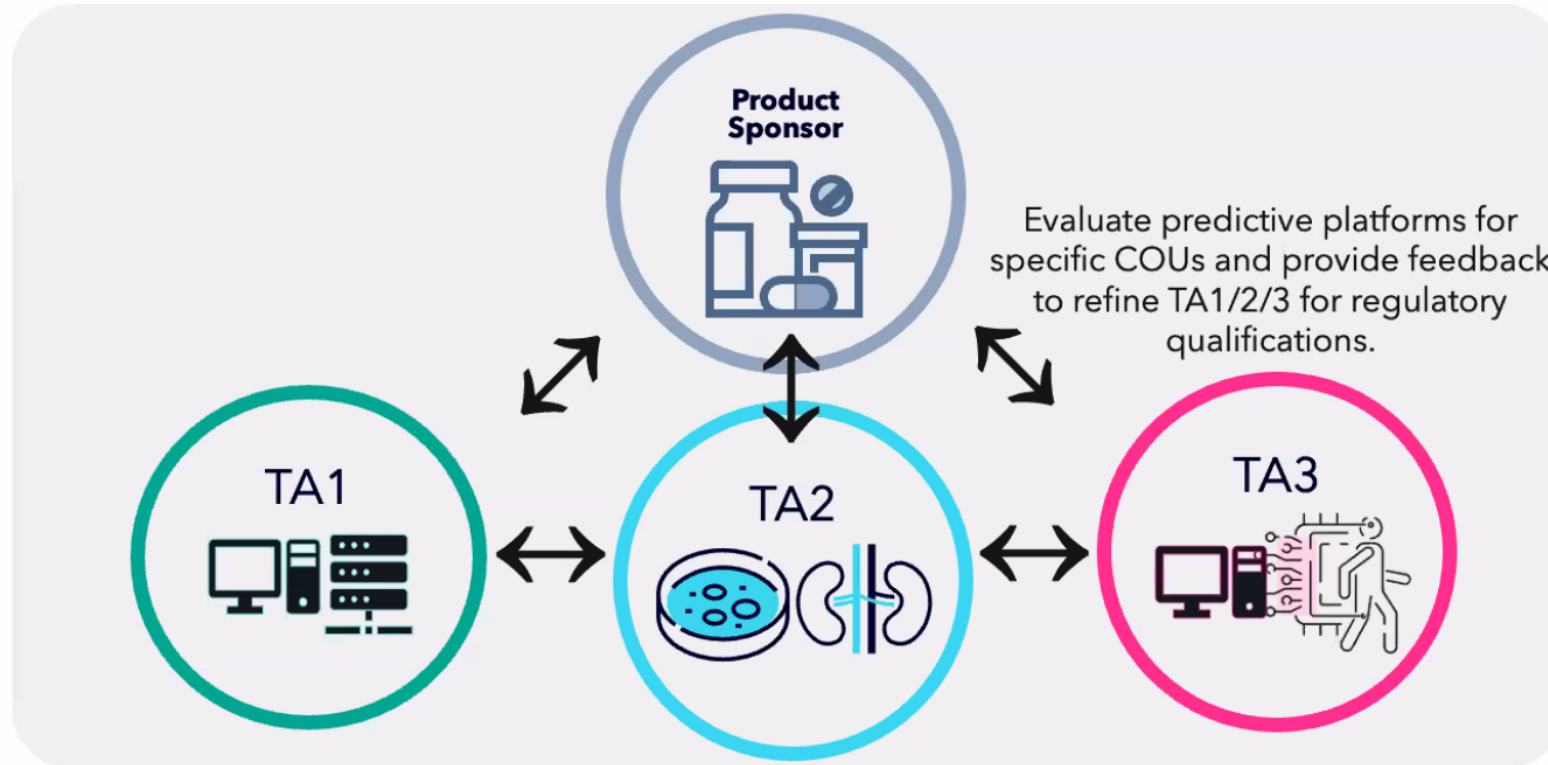 Product
Sponsor
Evaluate predictive platforms for
specific COUs and provide feedback
to refine TA1/2/3 for regulatory
qualifications.
TA1
TA2
TA3